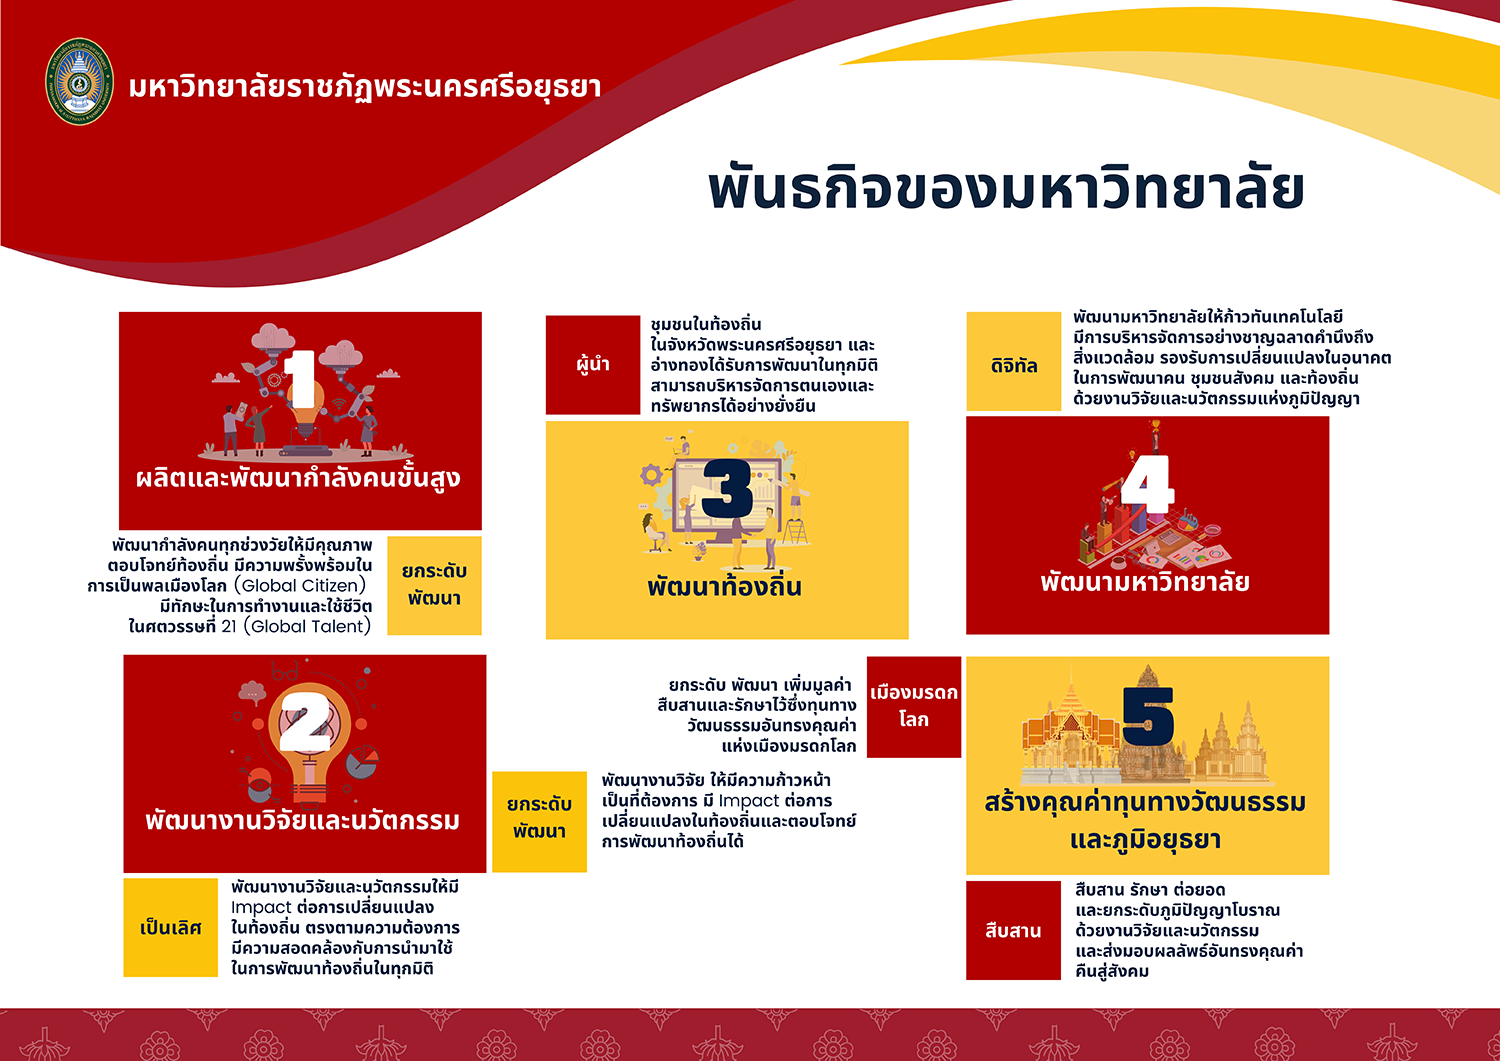 มหาวิทยาลัยราชภัฏพระนครศรีอยุธยา
พันธกิจของมหาวิทยาลัย
1
ผลิตและพัฒนากำลังคนขั้นสูง
พัฒนากำลังคนทุกช่วงวัยให้มีคุณภาพ
ตอบโจทย์ท้องถิ่น มีความพรั้งพร้อมใน
การเป็นพลเมืองโลก (Global Citizen)
มีทักษะในการทำงานและใช้ชีวิต
ในศตวรรษที่ 21 (Global Talent)
ยกระดับ
พัฒนา
2
พัฒนางานวิจัยและนวัตกรรม
ยกระดับ
พัฒนา
พัฒนางานวิจัย ให้มีความก้าวหน้า
เป็นที่ต้องการ มี Impact ต่อการ
เปลี่ยนแปลงในท้องถิ่นและตอบโจทย์
การพัฒนาท้องถิ่นได้
เป็นเลิศ
พัฒนางานวิจัยและนวัตกรรมให้มี
Impact ต่อการเปลี่ยนแปลง
ในท้องถิ่น ตรงตามความต้องการ
มีความสอดคล้องกับการนำมาใช้
ในการพัฒนาท้องถิ่นในทุกมิติ
ผู้นำ
ชุมชนในท้องถิ่น
ในจังหวัดพระนครศรีอยุธยา และ
อ่างทองได้รับการพัฒนาในทุกมิติ
สามารถบริหารจัดการตนเองและ
ทรัพยากรได้อย่างยั่งยืน
3
พัฒนาท้องถิ่น
ดิจิทัล
พัฒนามหาวิทยาลัยให้ก้าวทันเทคโนโลยี
มีการบริหารจัดการอย่างชาญฉลาดคำนึงถึง
สิ่งแวดล้อม รองรับการเปลี่ยนแปลงในอนาคต
ในการพัฒนาคน ชุมชนสังคม และท้องถิ่น
ด้วยงานวิจัยและนวัตกรรมแห่งภูมิปัญญา
4
พัฒนามหาวิทยาลัย
ยกระดับ พัฒนา เพิ่มมูลค่า
สืบสานและรักษาไว้ซึ่งทุนทาง
วัฒนธรรมอันทรงคุณค่า
แห่งเมืองมรดกโลก
เมืองมรดก
โลก
5
สร้างคุณค่าทุนทางวัฒนธรรม
และภูมิอยุธยา
สืบสาน
สืบสาน รักษา ต่อยอด
และยกระดับภูมิปัญญาโบราณ
ด้วยงานวิจัยและนวัตกรรม
และส่งมอบผลลัพธ์อันทรงคุณค่า
คืนสู่สังคม